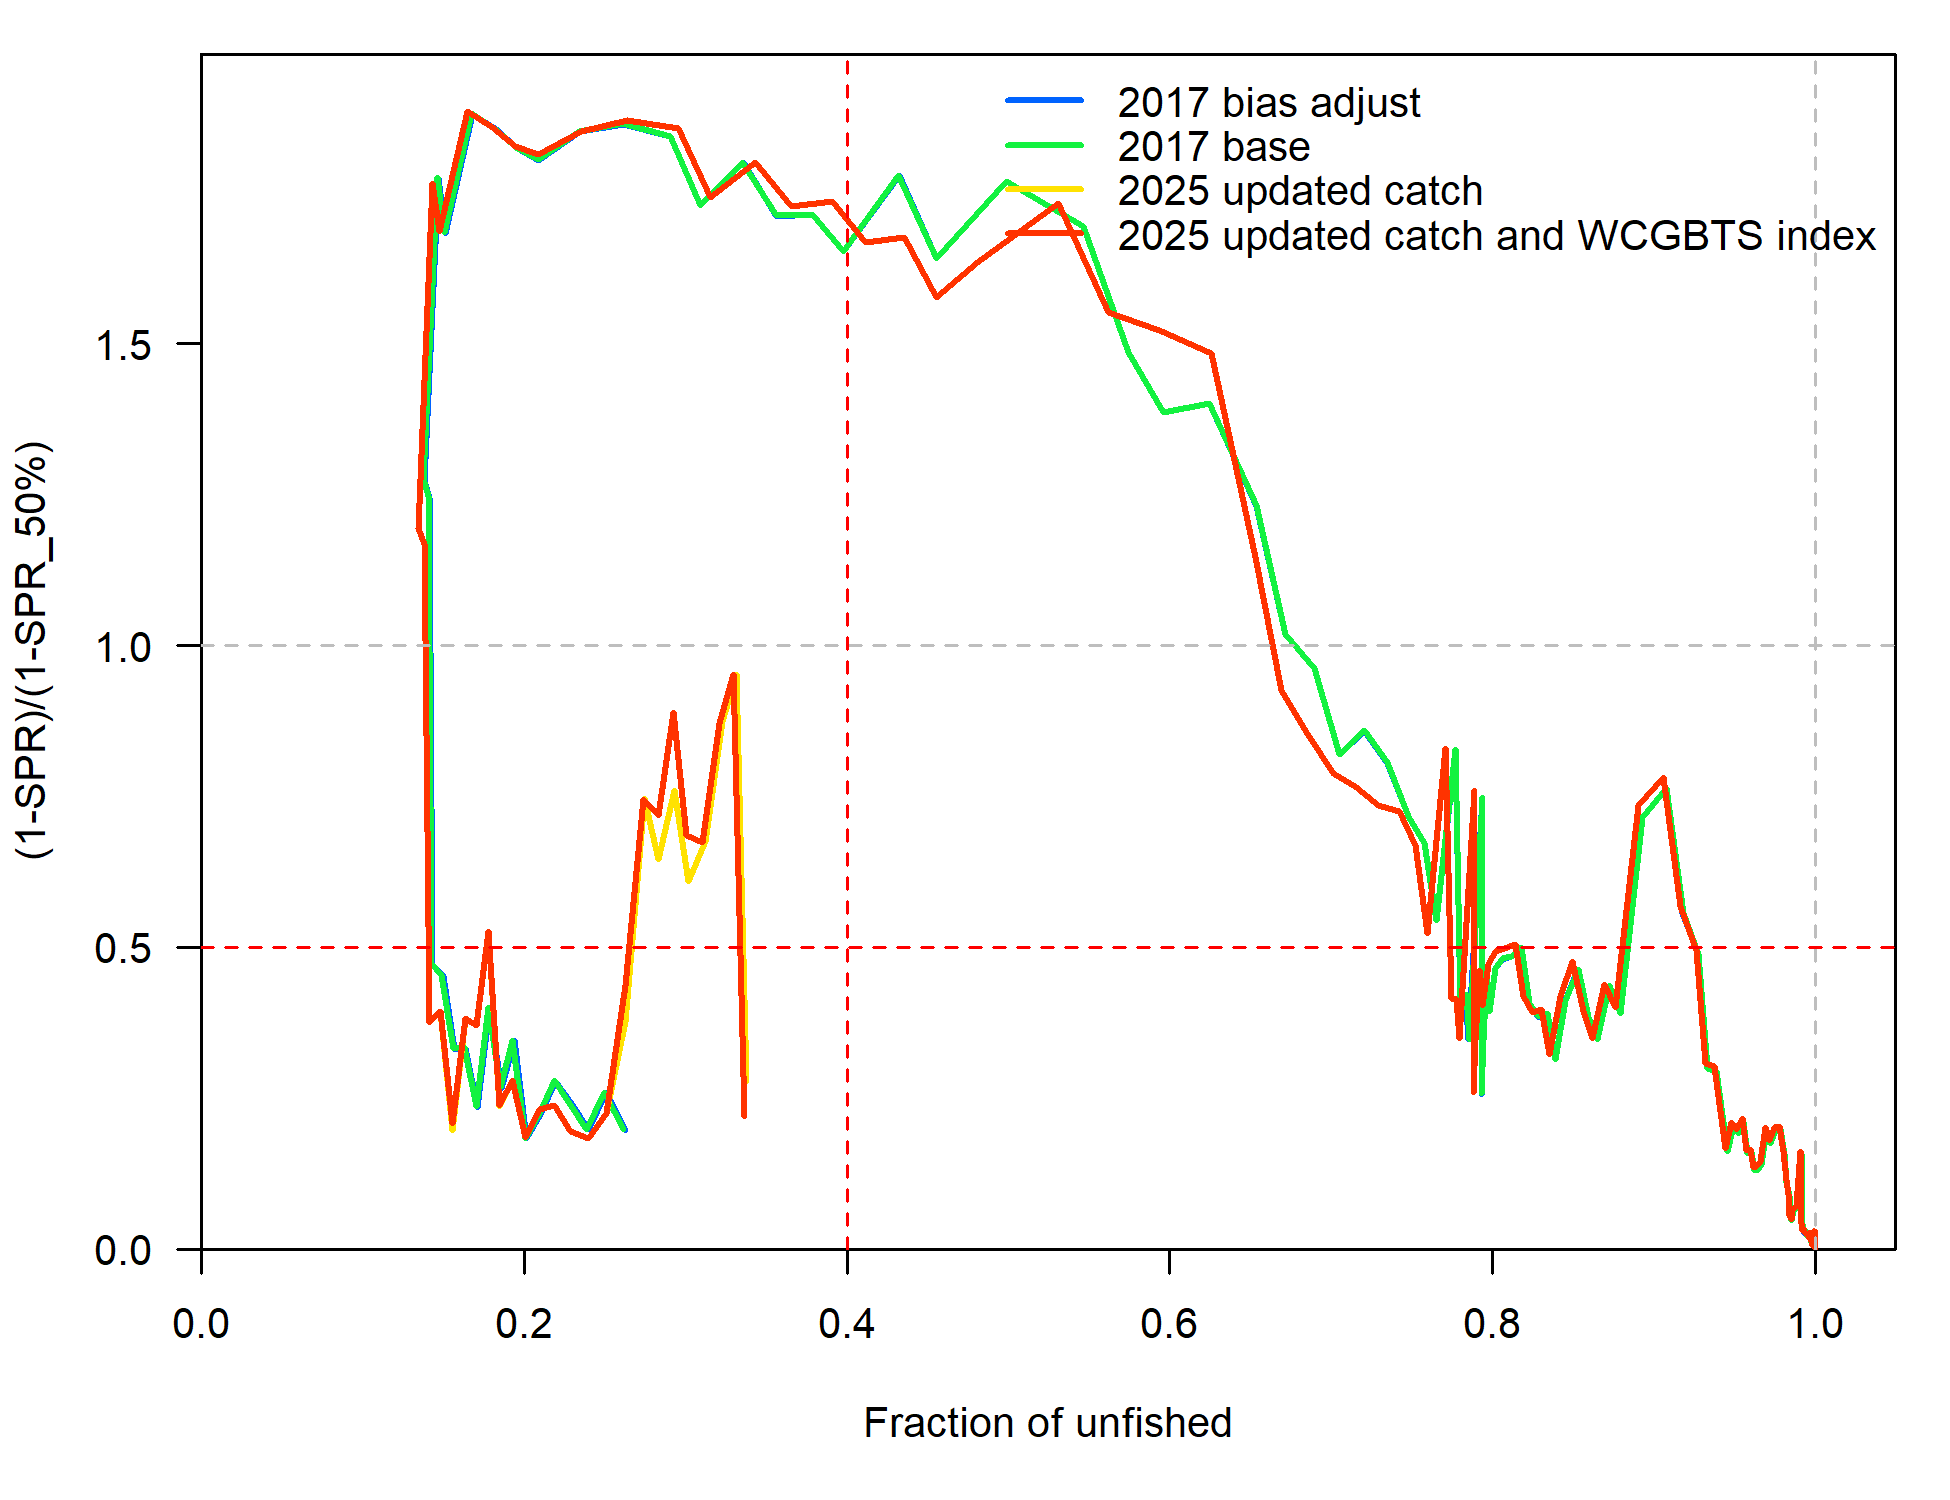 2017 bias adjust
2017 base
2025 updated catch
2025 updated catch and WCGBTS index
(1-SPR)/(1-SPR_50%)
1.5
1.0
0.5
0.0
0.0 0.2 0.4 0.6 0.8 1.0
Fraction of unfished